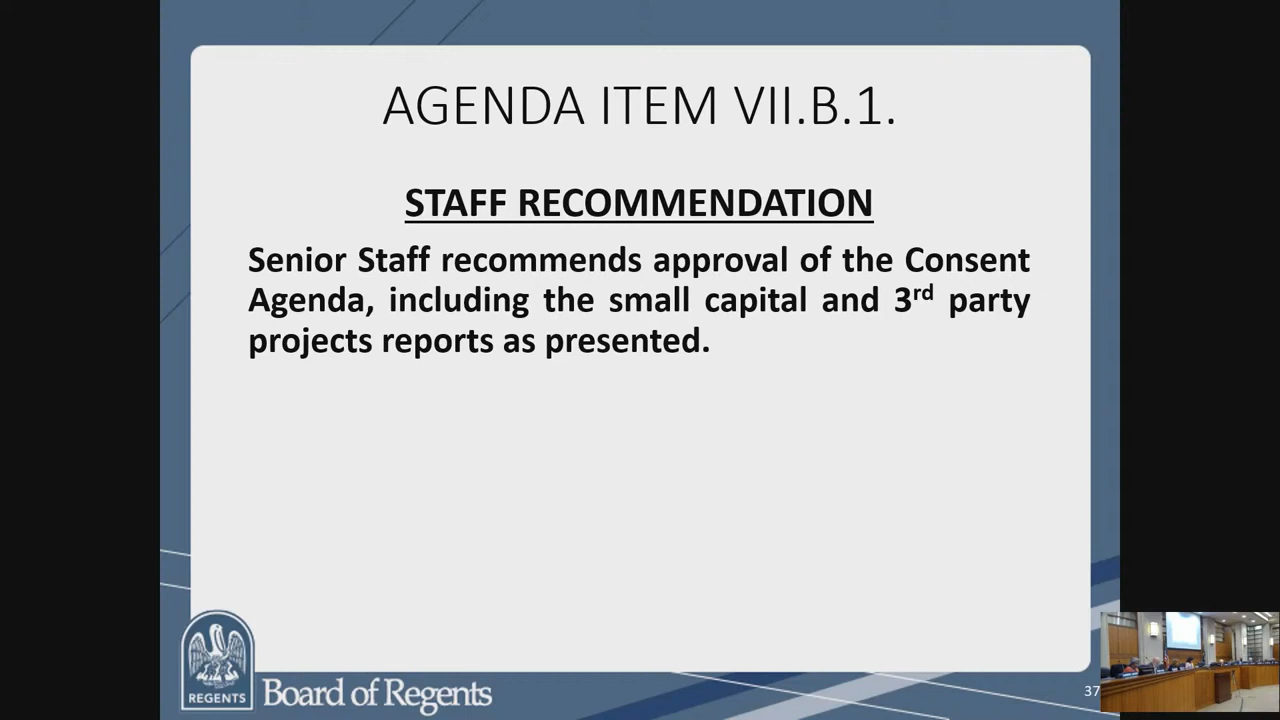 AGENDA ITEM VII.B.1.
STAFF RECOMMENDATION
Senior Staff recommends approval of the Consent
Agenda, including the small capital and 3rd party
projects reports as presented.
REGENTS
Board of Regents
37